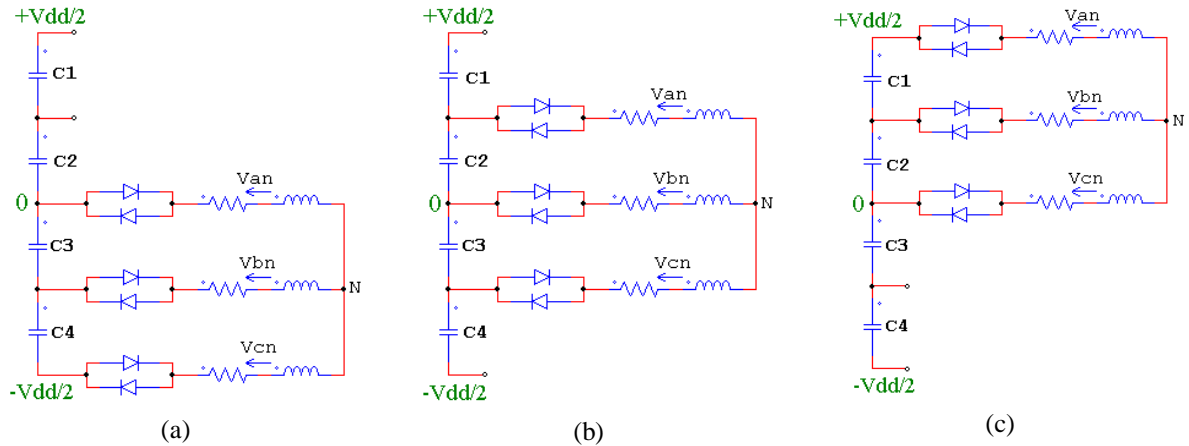 +Vdd/2
C1
C2
0
C3
C4
-Vdd/2
Van
Vbn
Vcn
N
(a)
+Vdd/2
C1
C2
0
C3
C4
-Vdd/2
Van
Vbn
Vcn
N
(b)
+Vdd/2
C1
C2
0
C3
C4
-Vdd/2
Van
Vbn
Vcn
N
(c)